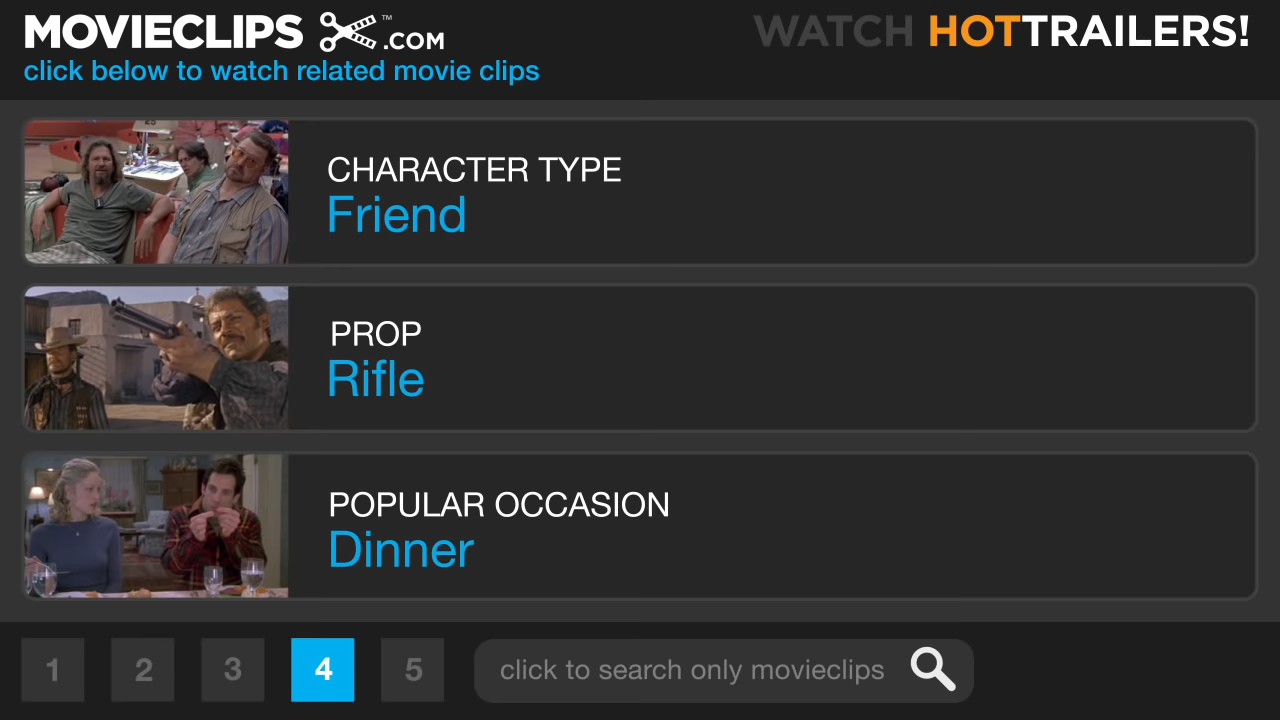 MOVIECLIPS ™ .COM
WATCH HOTTRAILERS!
click below to watch related movie clips
CHARACTER TYPE
Friend
PROP
Rifle
POPULAR OCCASION
Dinner
1 2 3 4 5 click to search only movieclips